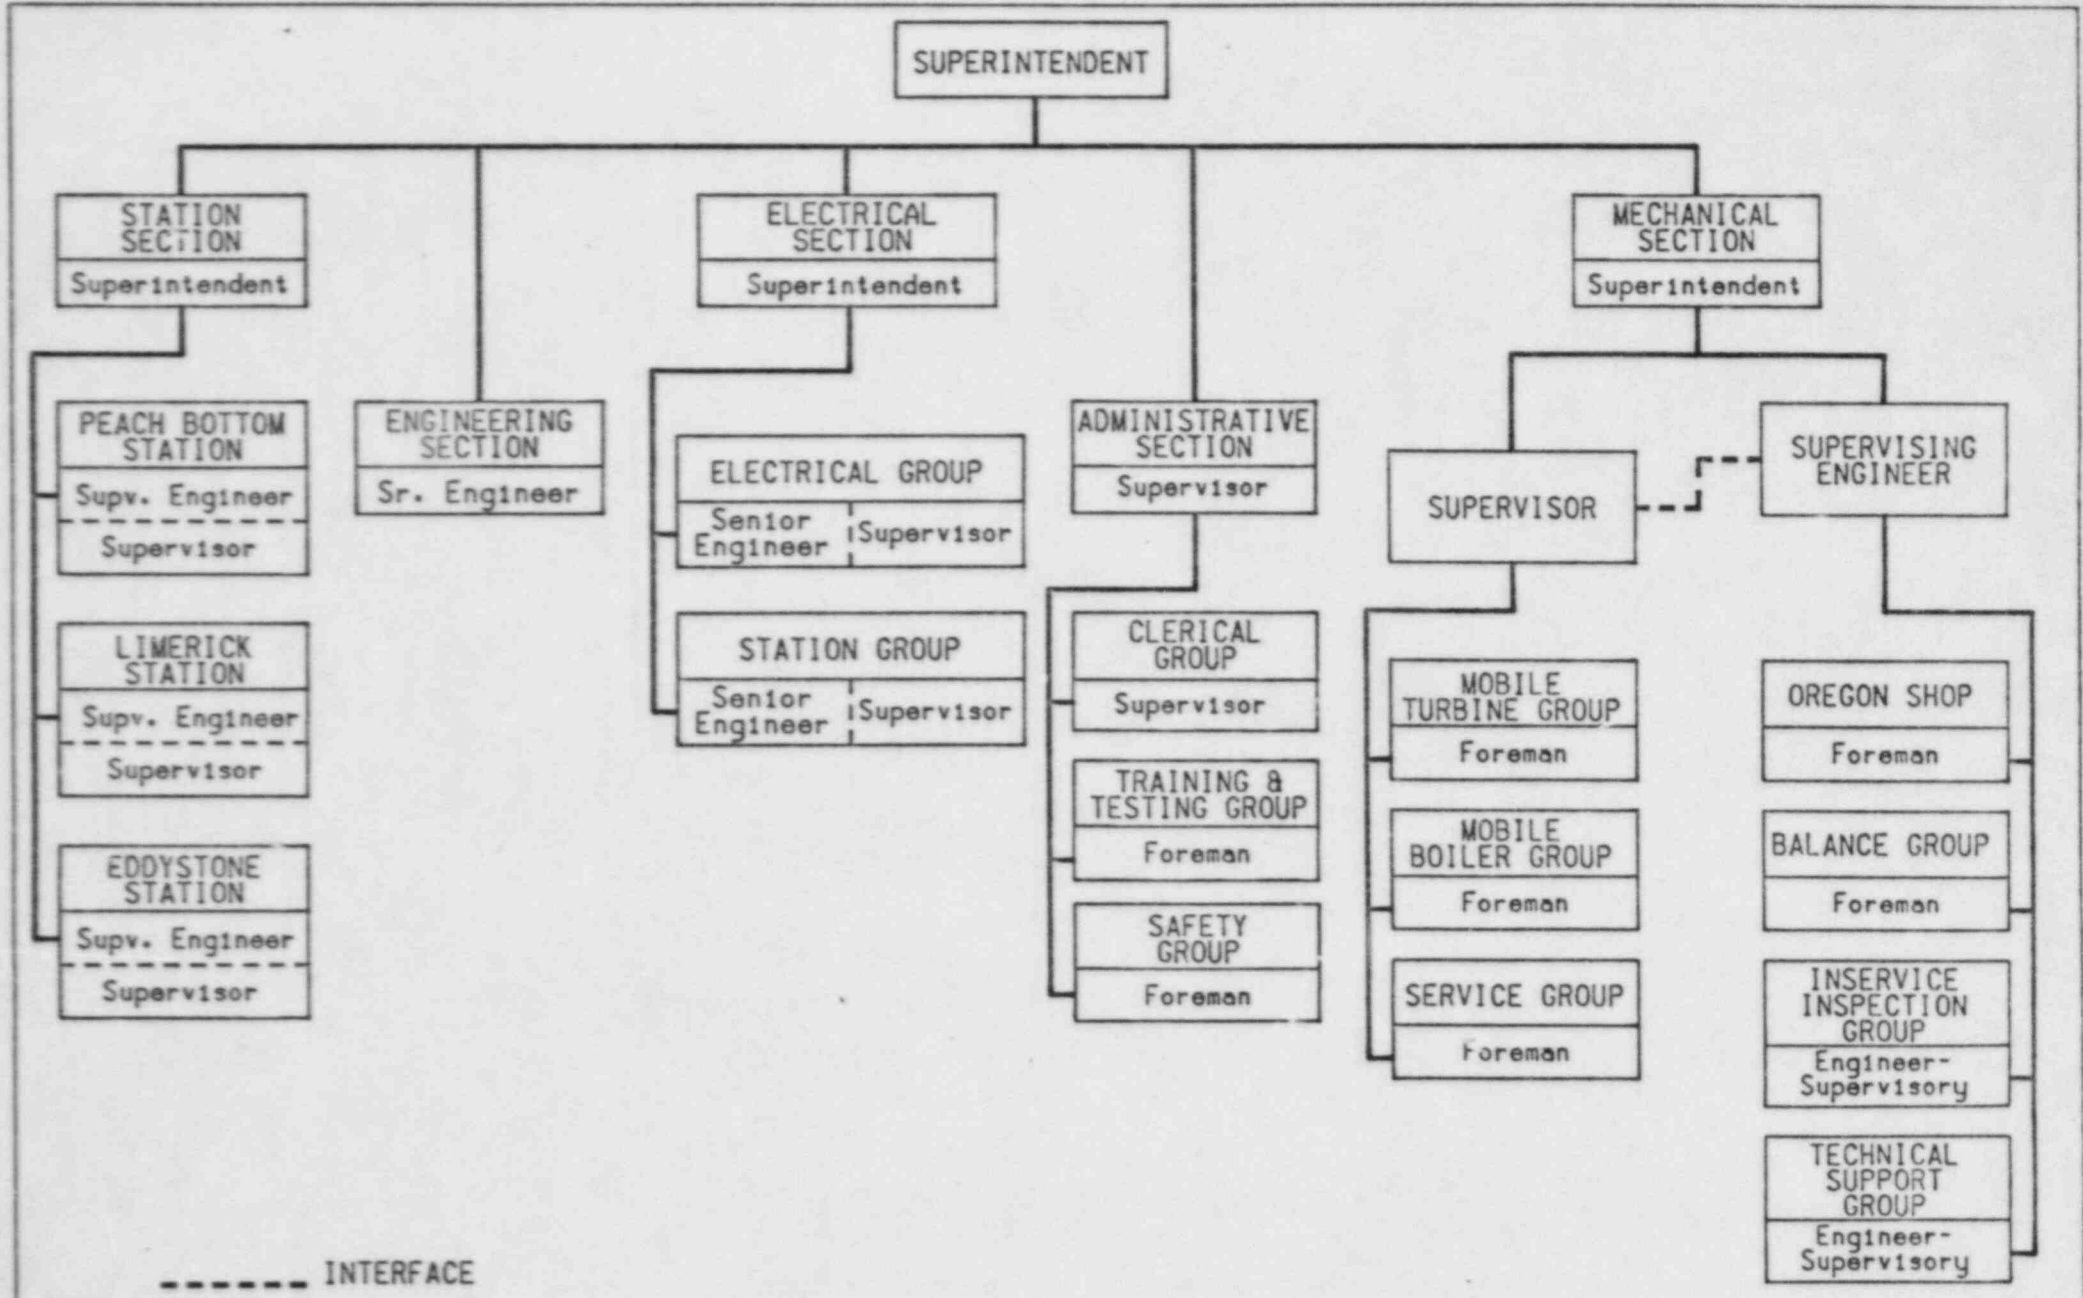 SUPERINTENDENT
STATION
SECTION
Superintendent
ELECTRICAL
SECTION
Superintendent
MECHANICAL
SECTION
Superintendent
PEACH BOTTOM
STATION
Supv. Engineer
Supervisor
ENGINEERING
SECTION
Sr. Engineer
ELECTRICAL GROUP
Senior
Engineer
Supervisor
ADMINISTRATIVE
SECTION
Supervisor
SUPERVISOR
SUPERVISING
ENGINEER
LIMERICK
STATION
Supv. Engineer
Supervisor
STATION GROUP
Senior
Engineer
Supervisor
CLERICAL
GROUP
Supervisor
MOBILE
TURBINE GROUP
Foreman
OREGON SHOP
Foreman
TRAINING &
TESTING GROUP
Foreman
MOBILE
BOILER GROUP
Foreman
BALANCE GROUP
Foreman
EDDYSTONE
STATION
Supv. Engineer
Supervisor
SAFETY
GROUP
Foreman
SERVICE GROUP
Foreman
INSERVICE
INSPECTION
GROUP
Engineer-
Supervisory
TECHNICAL
SUPPORT
GROUP
Engineer-
Supervisory
INTERFACE